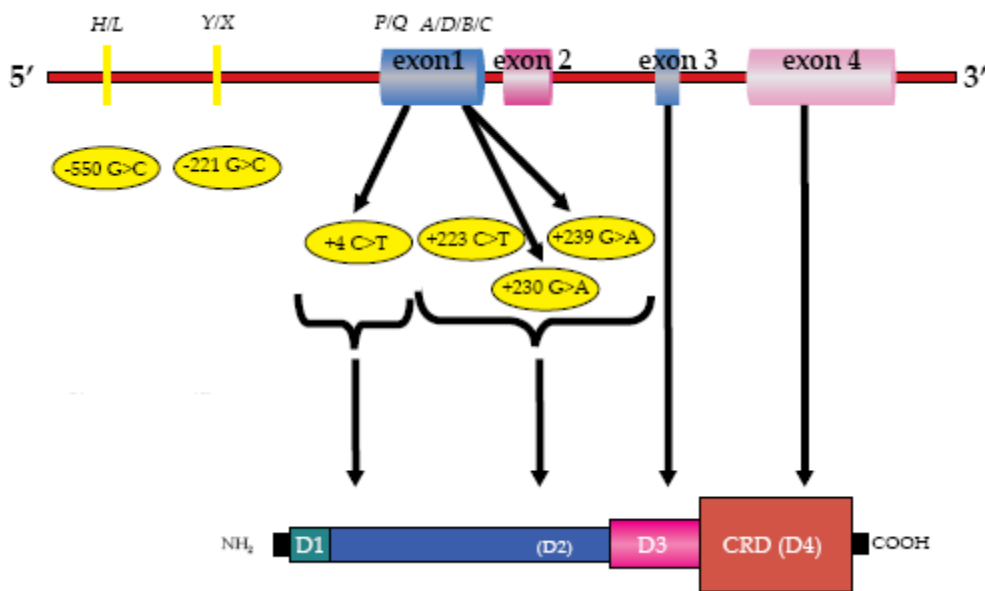 H/L
Y/X
P/Q
A/D/B/C
5′
exon1
exon 2
exon 3
exon 4
3′
-550 G>C
-221 G>C
+4 C>T
+223 C>T
+239 G>A
+230 G>A
NH₂
D1
(D2)
D3
CRD (D4)
COOH